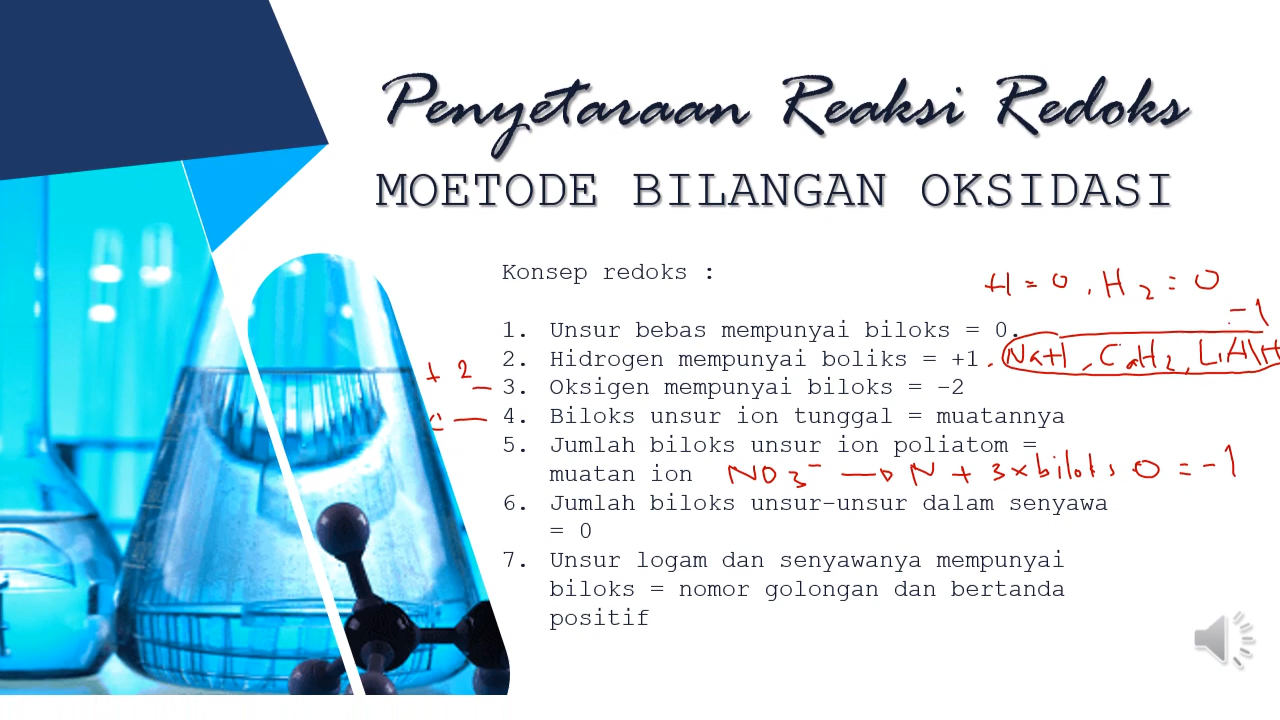 Penyetaraan Reaksi Redoks
MOETODE BILANGAN OKSIDASI
Konsep redoks :
H = 0 , H2 = 0
1. Unsur bebas mempunyai biloks = 0.
-1
2. Hidrogen mempunyai boliks = +1. NaH, CaH2, LiAlH
+ 2
3. Oksigen mempunyai biloks = -2
4. Biloks unsur ion tunggal = muatannya
5. Jumlah biloks unsur ion poliatom =
muatan ion NO3⁻ → N + 3 x biloks O = -1
6. Jumlah biloks unsur-unsur dalam senyawa
= 0
7. Unsur logam dan senyawanya mempunyai
biloks = nomor golongan dan bertanda
positif